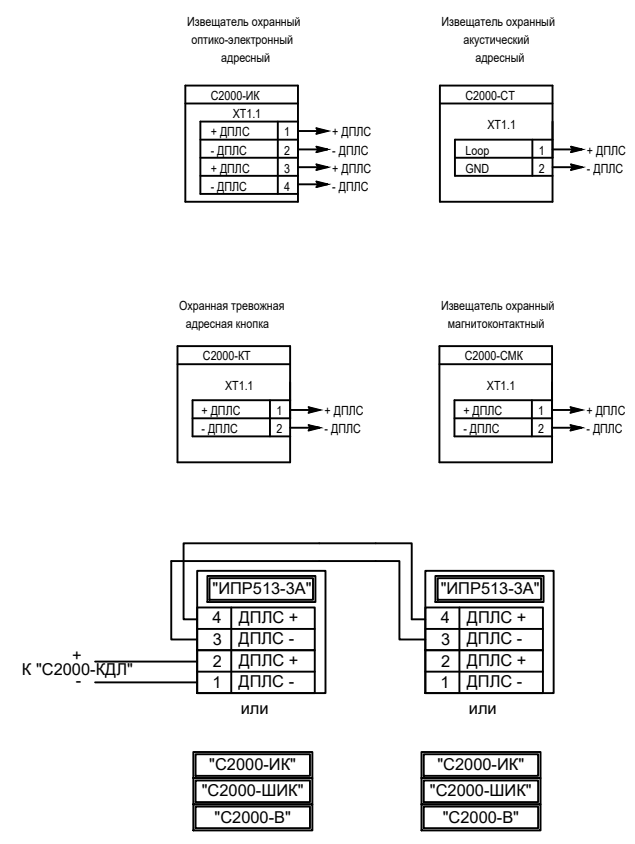 Извещатель охранный
оптико-электронный
адресный
С2000-ИК
XT1.1
+ ДПЛС 1 + ДПЛС
- ДПЛС 2 - ДПЛС
+ ДПЛС 3 + ДПЛС
- ДПЛС 4 - ДПЛС
Извещатель охранный
акустический
адресный
С2000-СТ
XT1.1
Loop 1 + ДПЛС
GND 2 - ДПЛС
Охранная тревожная
адресная кнопка
С2000-КТ
XT1.1
+ ДПЛС 1 + ДПЛС
- ДПЛС 2 - ДПЛС
Извещатель охранный
магнитоконтактный
С2000-СМК
XT1.1
+ ДПЛС 1 + ДПЛС
- ДПЛС 2 - ДПЛС
+
К "С2000-КДЛ"
-
"ИПР513-3А"
4 ДПЛС +
3 ДПЛС -
2 ДПЛС +
1 ДПЛС -
или
"С2000-ИК"
"С2000-ШИК"
"С2000-В"
"ИПР513-3А"
4 ДПЛС +
3 ДПЛС -
2 ДПЛС +
1 ДПЛС -
или
"С2000-ИК"
"С2000-ШИК"
"С2000-В"